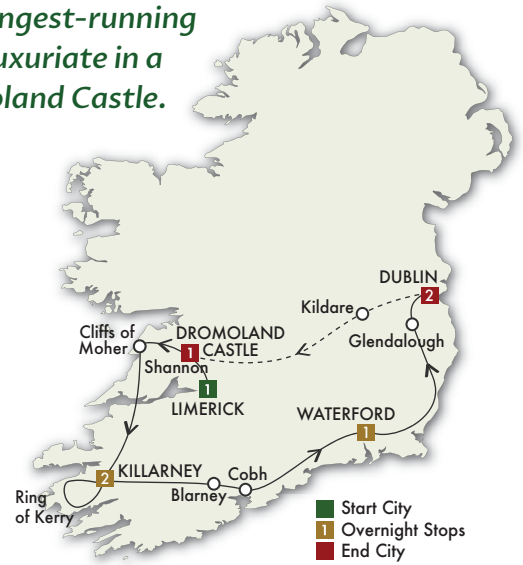 ngest-running
uxuriate in a
oland Castle.
DUBLIN
2
Kildare
Glendalough
Cliffs of
Moher
DROMOLAND
1 CASTLE
Shannon
1
LIMERICK
WATERFORD
1
2 KILLARNEY
Cobh
Blarney
Ring
of Kerry
Start City
1 Overnight Stops
End City